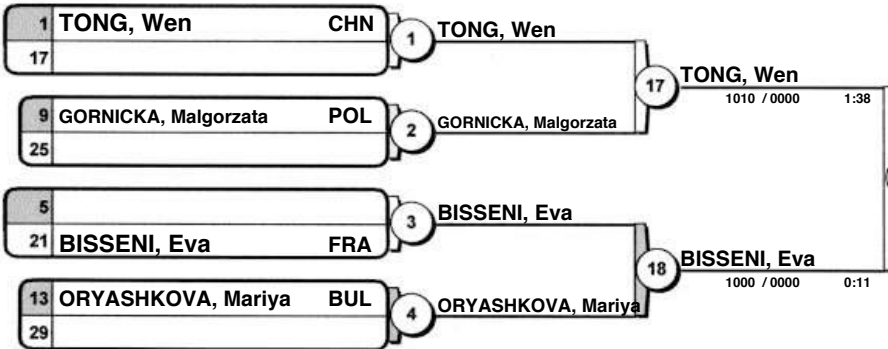 1 TONG, Wen CHN
17
1
TONG, Wen
9 GORNICKA, Malgorzata POL
25
2
GORNICKA, Malgorzata
17
TONG, Wen
1010 / 0000 1:38
5
21 BISSENI, Eva FRA
3
BISSENI, Eva
13 ORYASHKOVA, Mariya BUL
29
4
ORYASHKOVA, Mariya
18
BISSENI, Eva
1000 / 0000 0:11